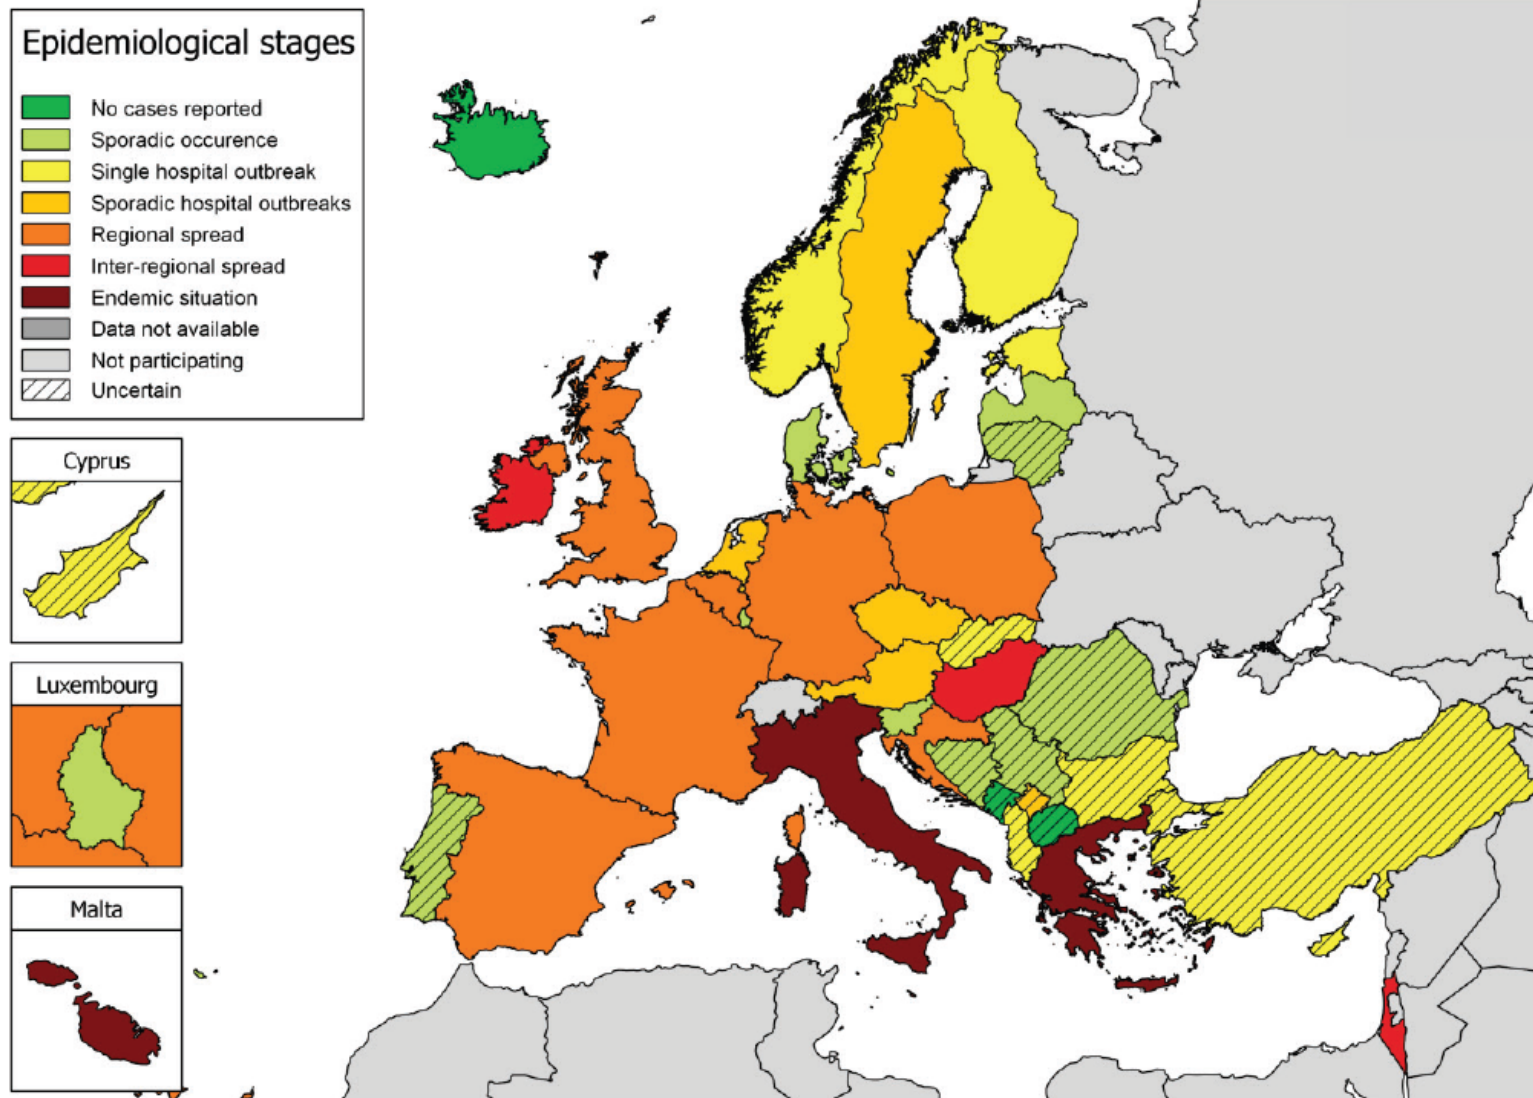 Epidemiological stages
No cases reported
Sporadic occurence
Single hospital outbreak
Sporadic hospital outbreaks
Regional spread
Inter-regional spread
Endemic situation
Data not available
Not participating
Uncertain
Cyprus
Luxembourg
Malta